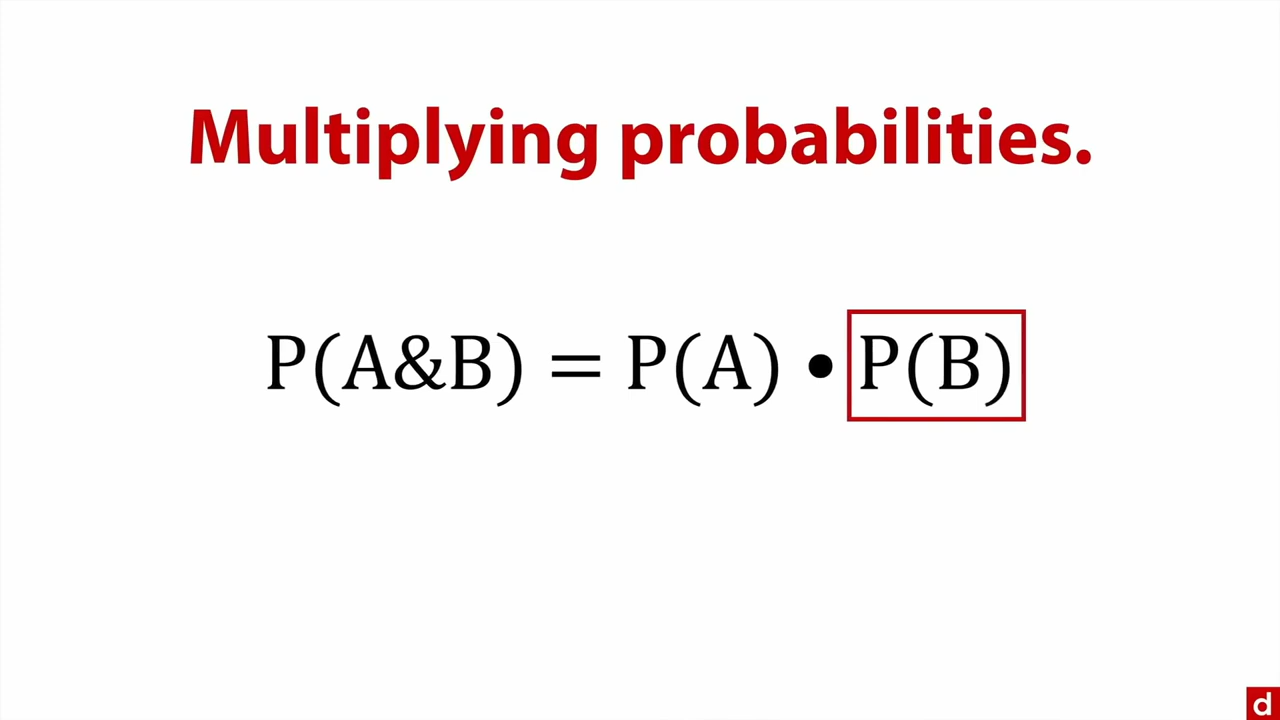 Multiplying probabilities.
P(A&B) = P(A) • P(B)
d